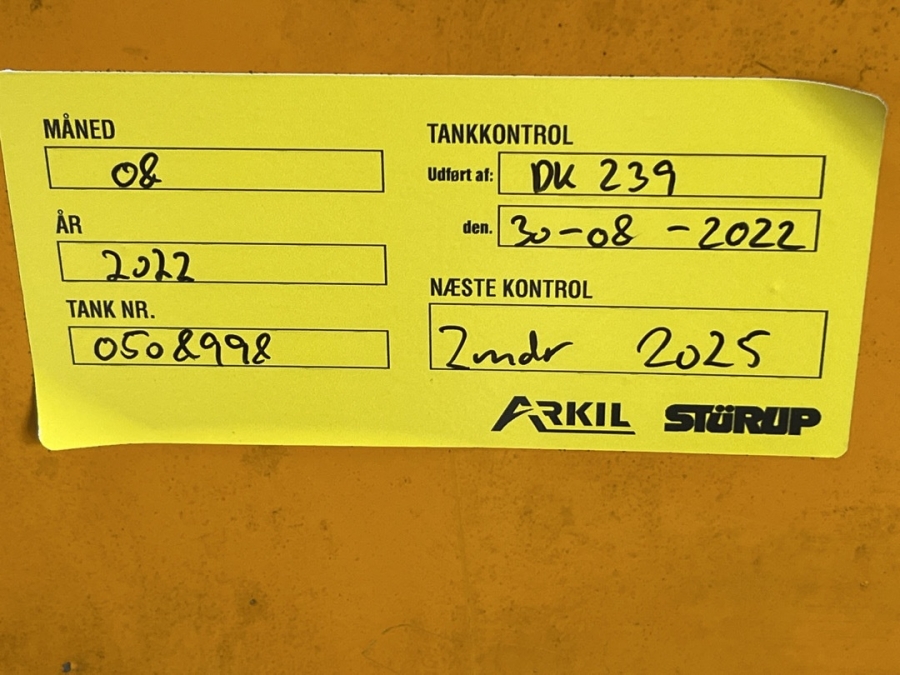 MÅNED
08
ÅR
2022
TANK NR.
0508998
TANKKONTROL
Udført af: DK 239
den. 30-08-2022
NÆSTE KONTROL
2mdr 2025
ARKIL STÜRUP